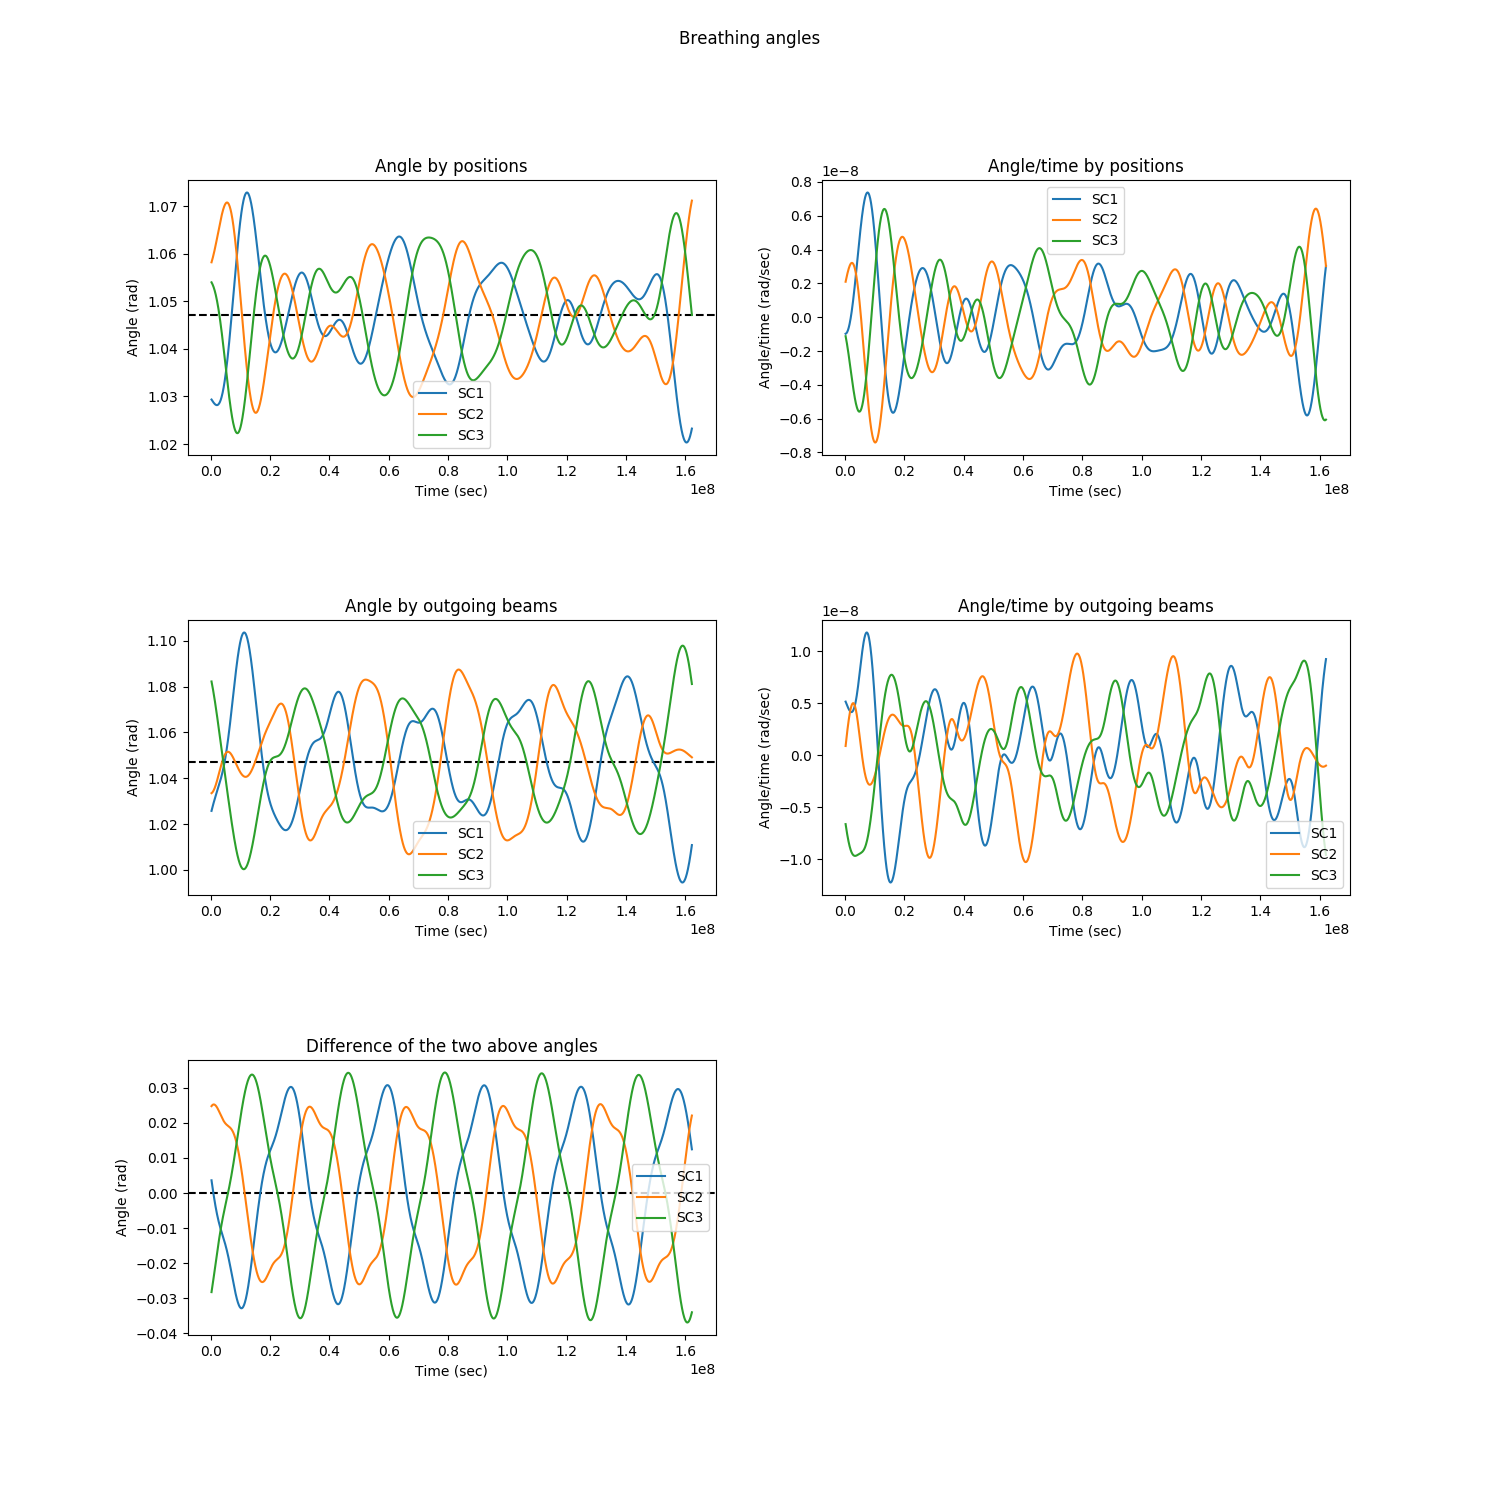 Breathing angles
Angle by positions
Angle (rad)
1.07
1.06
1.05
1.04
1.03
1.02
SC1
SC2
SC3
0.0 0.2 0.4 0.6 0.8 1.0 1.2 1.4 1.6
1e8
Time (sec)
Angle/time by positions
1e−8
Angle/time (rad/sec)
0.8
0.6
0.4
0.2
0.0
−0.2
−0.4
−0.6
−0.8
SC1
SC2
SC3
0.0 0.2 0.4 0.6 0.8 1.0 1.2 1.4 1.6
1e8
Time (sec)
Angle by outgoing beams
Angle (rad)
1.10
1.08
1.06
1.04
1.02
1.00
SC1
SC2
SC3
0.0 0.2 0.4 0.6 0.8 1.0 1.2 1.4 1.6
1e8
Time (sec)
Angle/time by outgoing beams
1e−8
Angle/time (rad/sec)
1.0
0.5
0.0
−0.5
−1.0
SC1
SC2
SC3
0.0 0.2 0.4 0.6 0.8 1.0 1.2 1.4 1.6
1e8
Time (sec)
Difference of the two above angles
Angle (rad)
0.03
0.02
0.01
0.00
−0.01
−0.02
−0.03
−0.04
SC1
SC2
SC3
0.0 0.2 0.4 0.6 0.8 1.0 1.2 1.4 1.6
1e8
Time (sec)